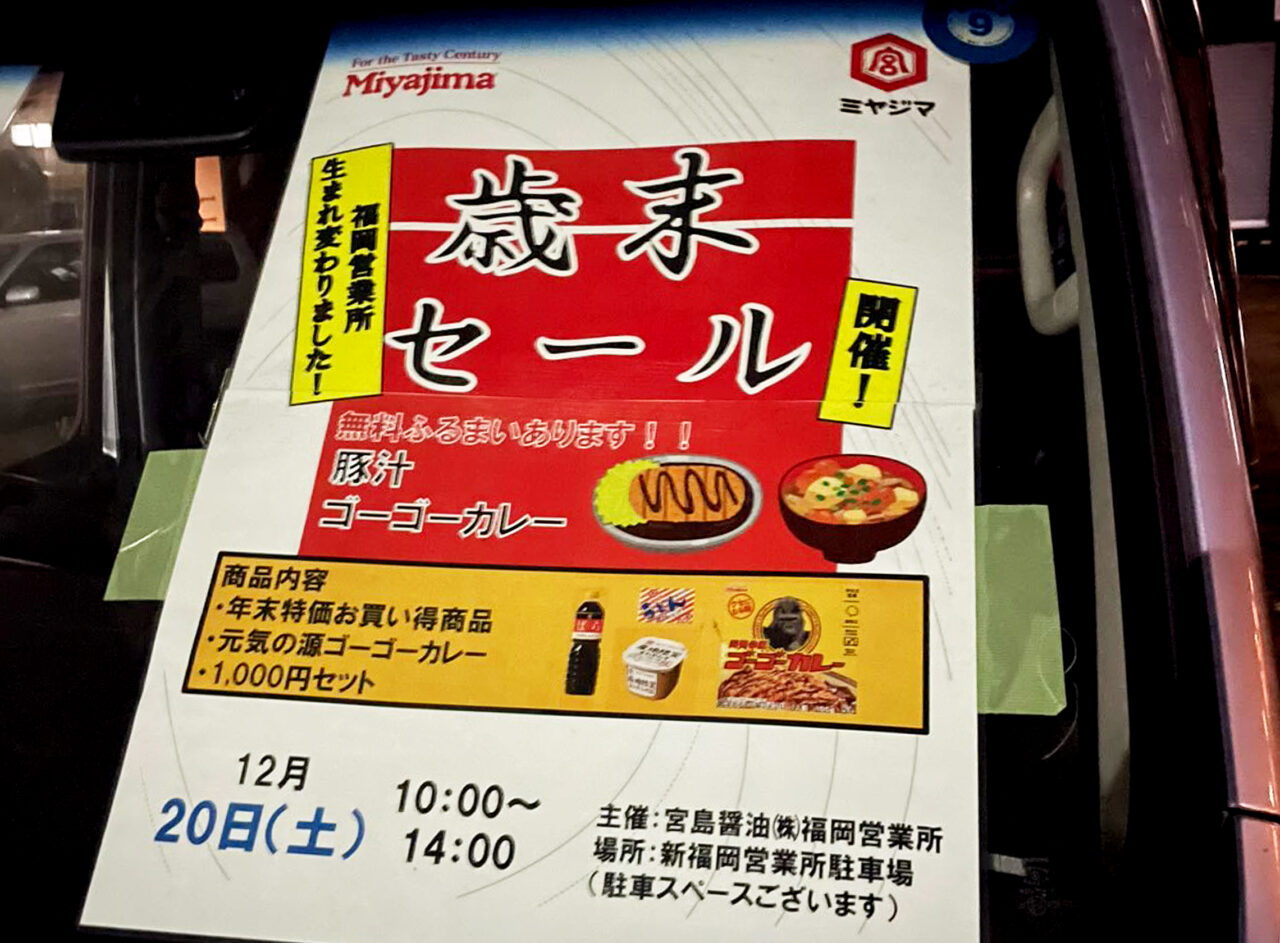 For the Tasty Century
Miyajima
9
ミヤジマ
福岡営業所
生まれ変わりました！
歳末
セール
開催！
無料ふるまいあります！！
豚汁
ゴーゴーカレー
商品内容
・年末特価お買い得商品
・元気の源ゴーゴーカレー
・1,000円セット
うどん
ゴーゴーカレー
12月
20日(土)
10:00～
14:00
主催：宮島醤油㈱福岡営業所
場所：新福岡営業所駐車場
（駐車スペースございます）